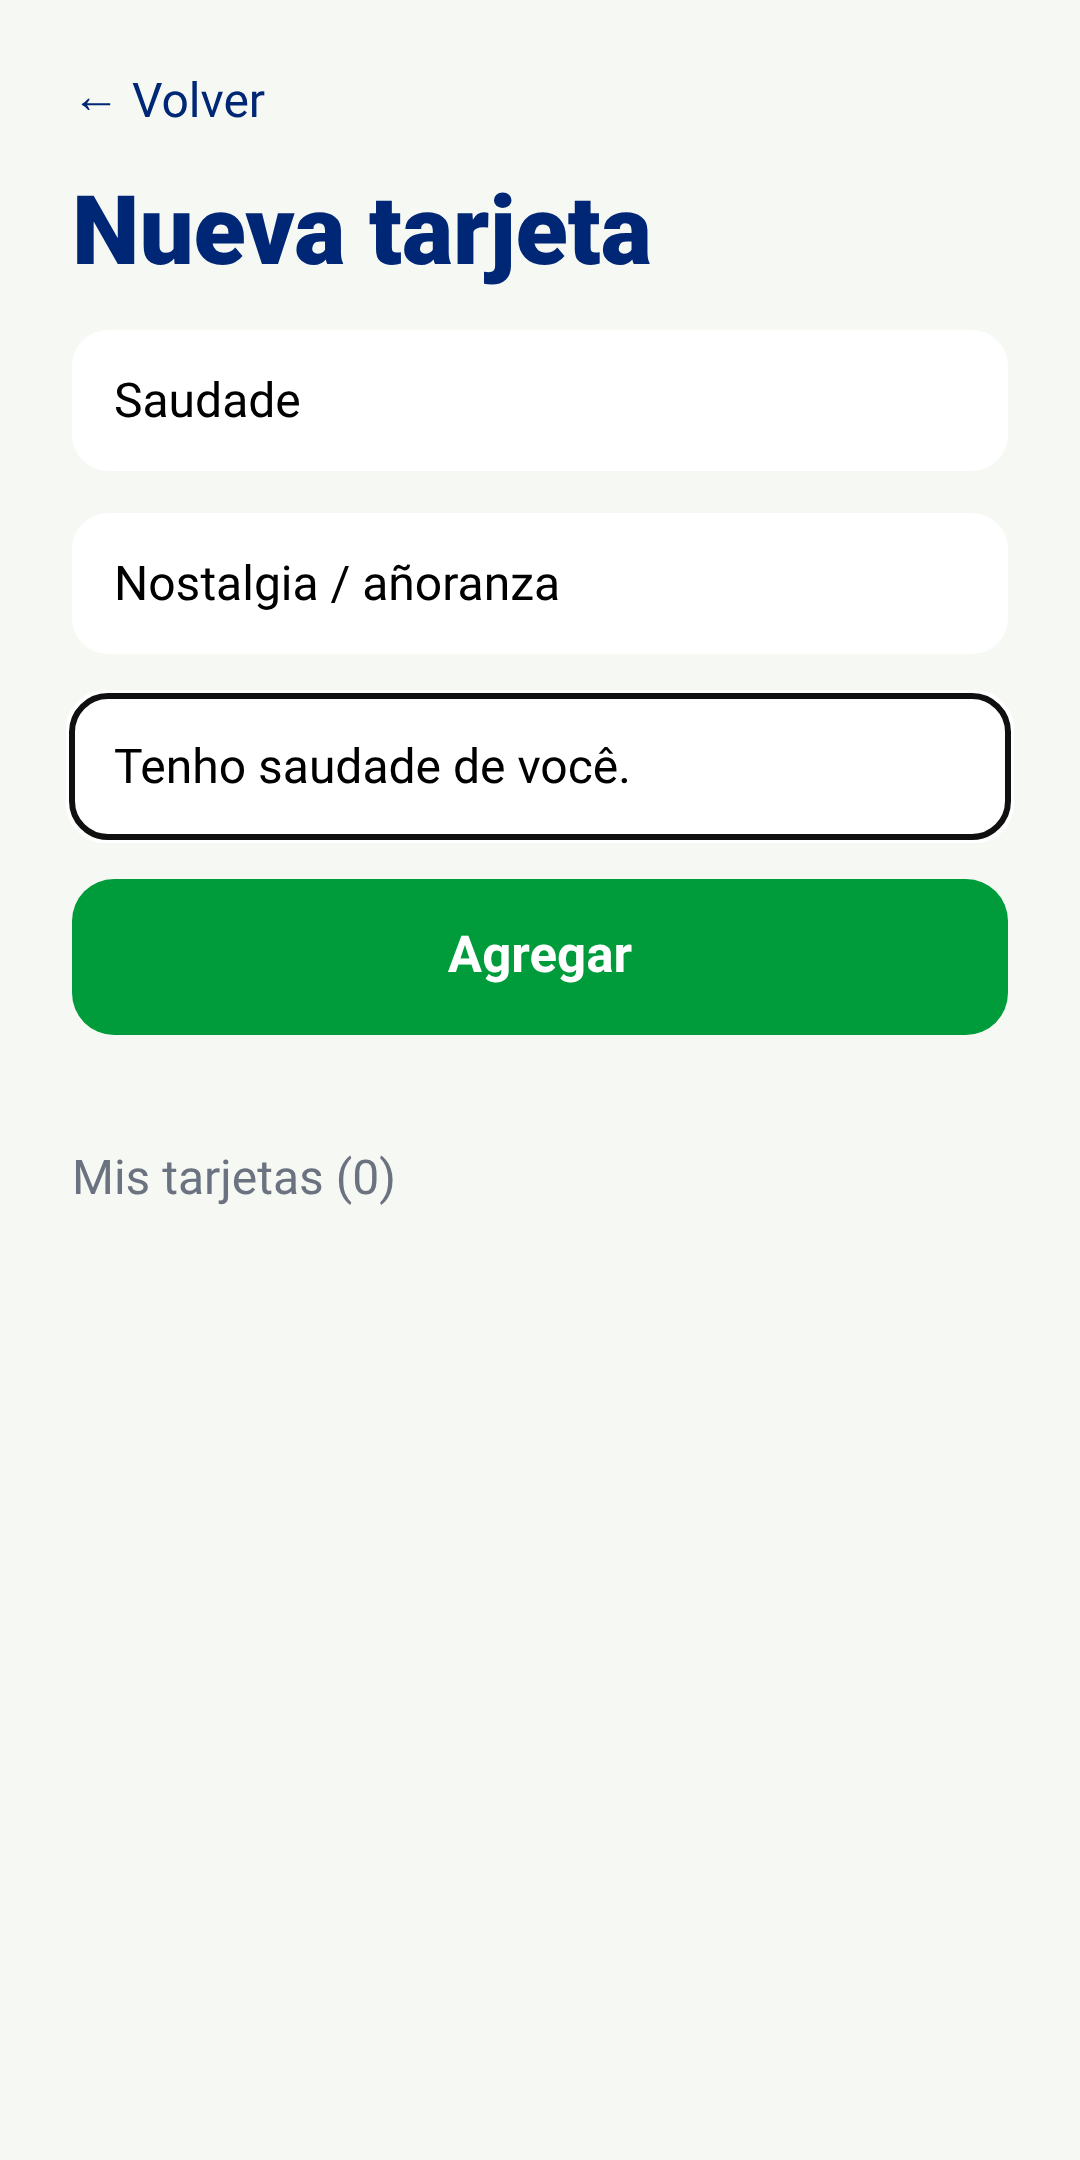 ← Volver
Nueva tarjeta
Saudade
Nostalgia / añoranza
Tenho saudade de você.
Agregar
Mis tarjetas (0)